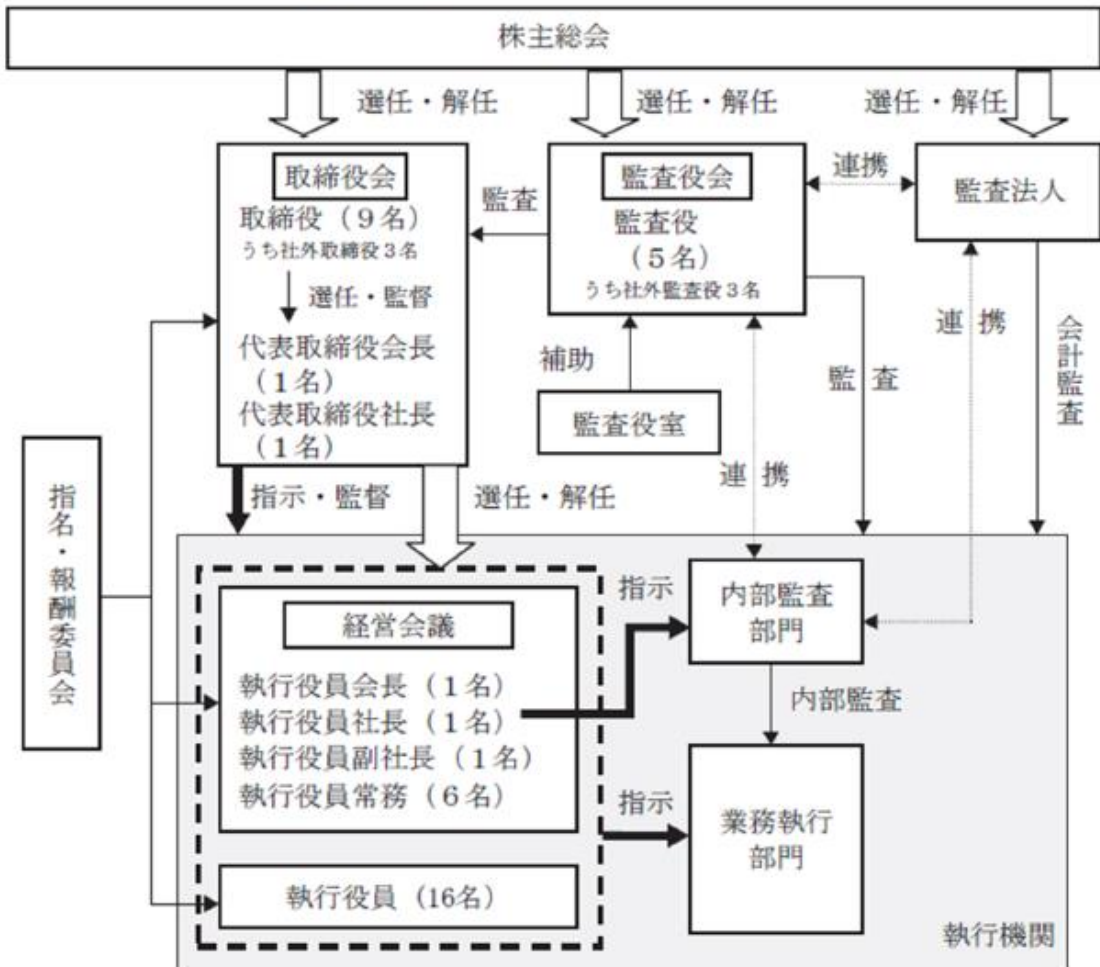 株主総会
選任・解任
選任・解任
選任・解任
取締役会
取締役（９名）
うち社外取締役３名
選任・監督
代表取締役会長
（１名）
代表取締役社長
（１名）
監査
監査役会
監査役
（５名）
うち社外監査役３名
連携
監査法人
補助
監査役室
連携
監査
連携
会計監査
指名・報酬委員会
指示・監督
選任・解任
経営会議
執行役員会長（１名）
執行役員社長（１名）
執行役員副社長（１名）
執行役員常務（６名）
執行役員（16名）
指示
内部監査
部門
内部監査
指示
業務執行
部門
執行機関